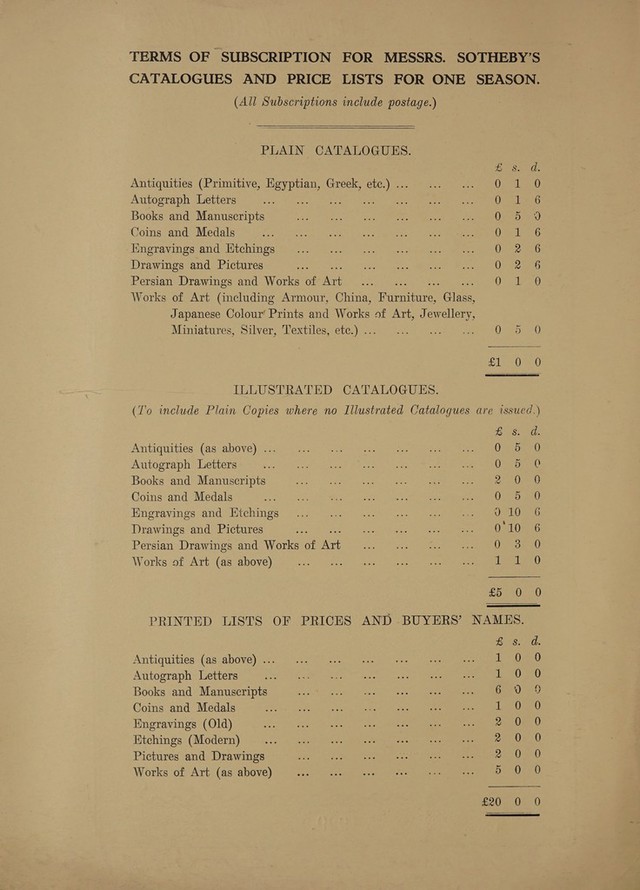 TERMS OF SUBSCRIPTION FOR MESSRS. SOTHEBY'S
CATALOGUES AND PRICE LISTS FOR ONE SEASON.
(All Subscriptions include postage.)
PLAIN CATALOGUES.
£ s. d.
Antiquities (Primitive, Egyptian, Greek, etc.) ... ... ... 0 1 0
Autograph Letters ... ... ... ... ... ... ... 0 1 6
Books and Manuscripts ... ... ... ... ... ... 0 5 0
Coins and Medals ... ... ... ... ... ... ... 0 1 6
Engravings and Etchings ... ... ... ... ... ... 0 2 6
Drawings and Pictures ... ... ... ... ... ... 0 2 6
Persian Drawings and Works of Art ... ... ... ... 0 1 0
Works of Art (including Armour, China, Furniture, Glass,
Japanese Colour Prints and Works of Art, Jewellery,
Miniatures, Silver, Textiles, etc.) ... ... ... ... 0 5 0
£1 0 0
ILLUSTRATED CATALOGUES.
(To include Plain Copies where no Illustrated Catalogues are issued.)
£ s. d.
Antiquities (as above) ... ... ... ... ... ... ... 0 5 0
Autograph Letters ... ... ... ... ... ... ... 0 5 0
Books and Manuscripts ... ... ... ... ... ... 2 0 0
Coins and Medals ... ... ... ... ... ... ... 0 5 0
Engravings and Etchings ... ... ... ... ... ... 0 10 6
Drawings and Pictures ... ... ... ... ... ... 0 10 6
Persian Drawings and Works of Art ... ... ... ... 0 3 0
Works of Art (as above) ... ... ... ... ... ... 1 1 0
£5 0 0
PRINTED LISTS OF PRICES AND BUYERS' NAMES.
£ s. d.
Antiquities (as above) ... ... ... ... ... ... ... 1 0 0
Autograph Letters ... ... ... ... ... ... ... 1 0 0
Books and Manuscripts ... ... ... ... ... ... 6 0 0
Coins and Medals ... ... ... ... ... ... ... 1 0 0
Engravings (Old) ... ... ... ... ... ... ... 2 0 0
Etchings (Modern) ... ... ... ... ... ... ... 2 0 0
Pictures and Drawings ... ... ... ... ... ... 2 0 0
Works of Art (as above) ... ... ... ... ... ... 5 0 0
£20 0 0